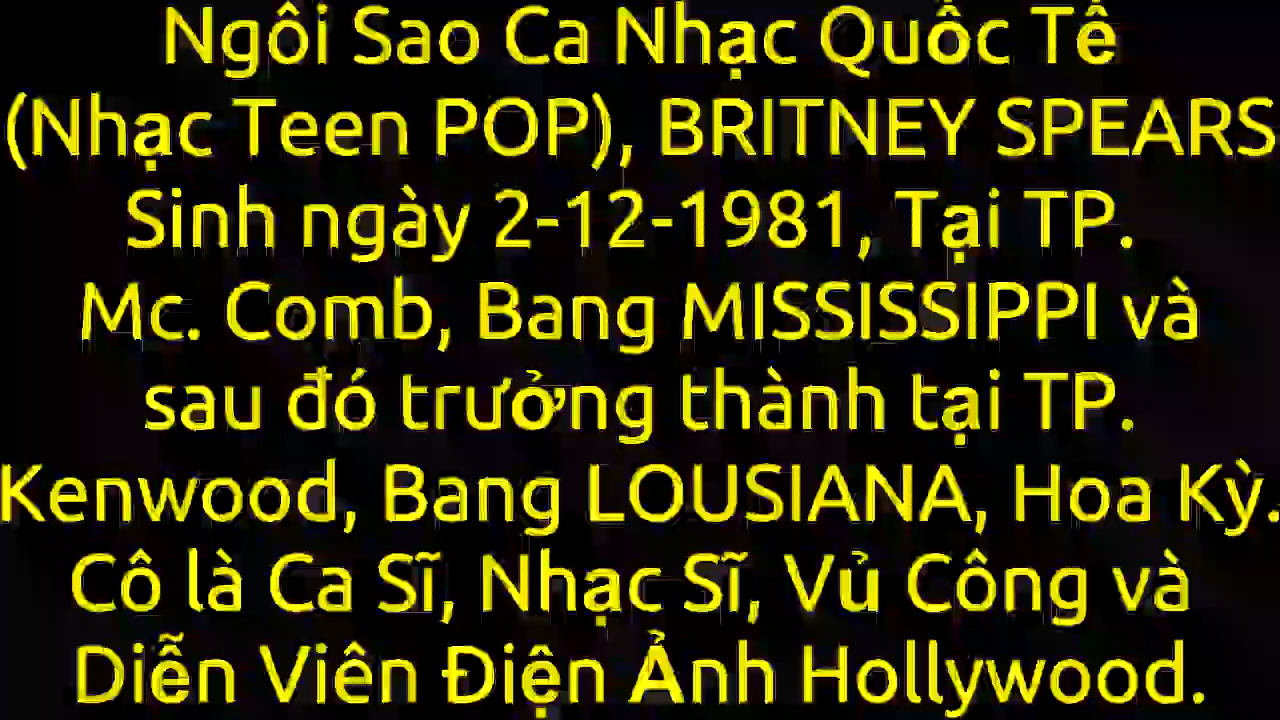 Ngôi Sao Ca Nhạc Quốc Tế
(Nhạc Teen POP), BRITNEY SPEARS
Sinh ngày 2-12-1981, Tại TP.
Mc. Comb, Bang MISSISSIPPI và
sau đó trưởng thành tại TP.
Kenwood, Bang LOUSIANA, Hoa Kỳ.
Cô là Ca Sĩ, Nhạc Sĩ, Vủ Công và
Diễn Viên Điện Ảnh Hollywood.